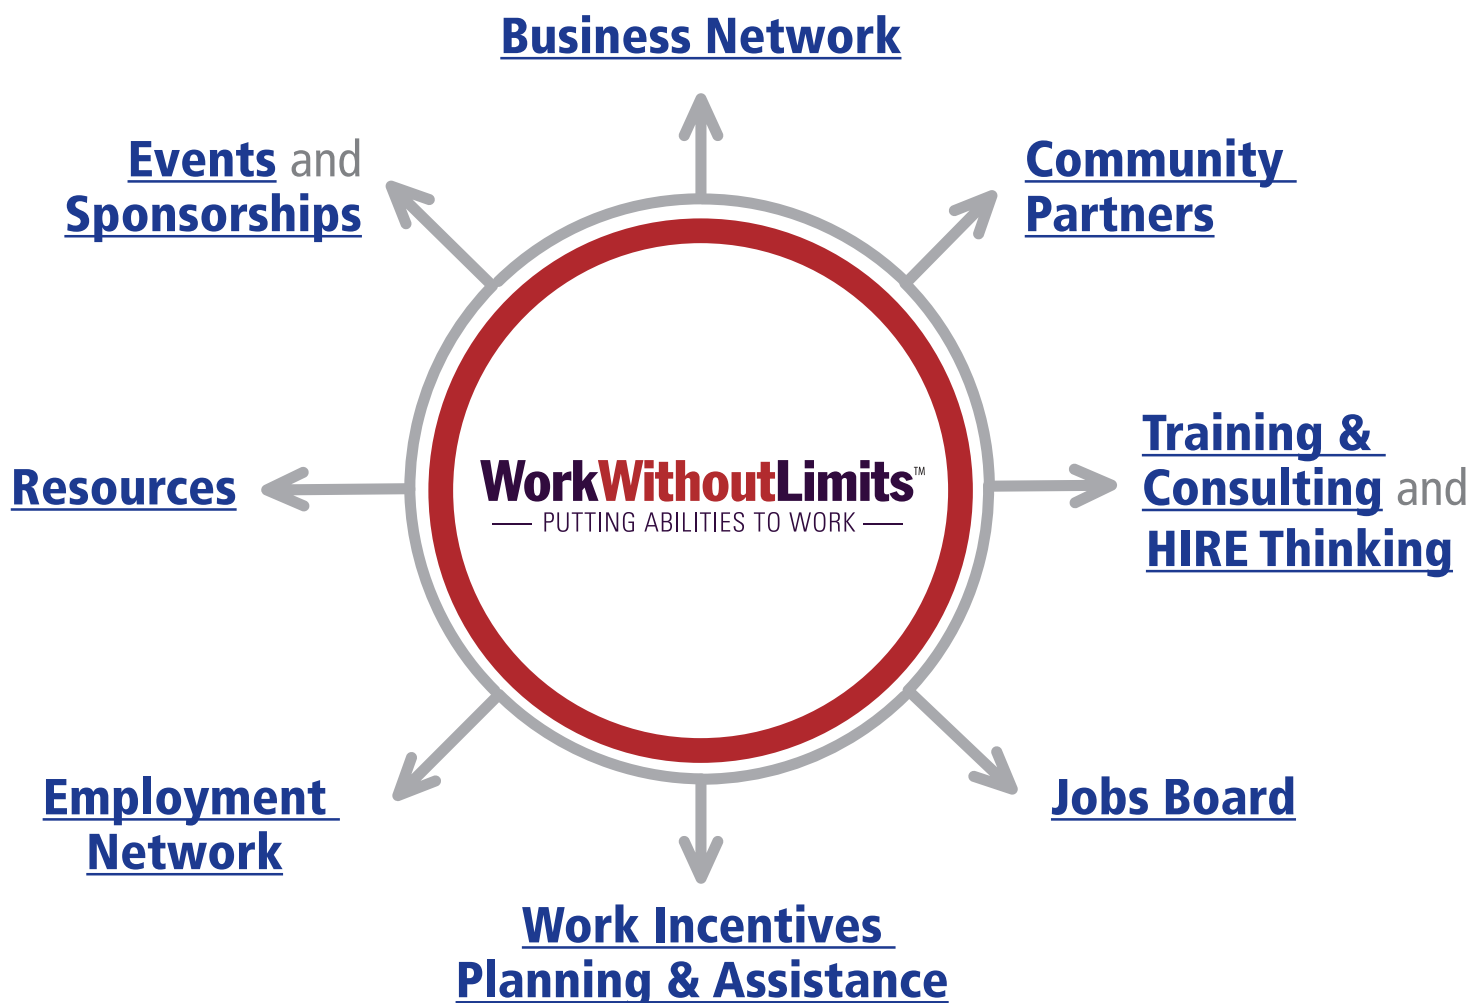 Business Network
Events and
Sponsorships
Community
Partners
Resources
WorkWithoutLimits™
PUTTING ABILITIES TO WORK
Training &
Consulting and
HIRE Thinking
Employment
Network
Jobs Board
Work Incentives
Planning & Assistance